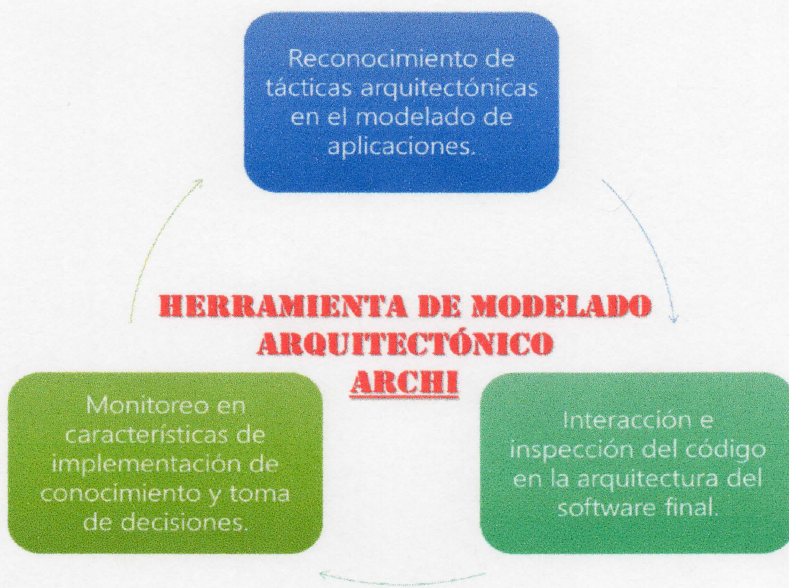 Reconocimiento de
tácticas arquitectónicas
en el modelado de
aplicaciones.
HERRAMIENTA DE MODELADO
ARQUITECTÓNICO
ARCHI
Monitoreo en
características de
implementación de
conocimiento y toma
de decisiones.
Interacción e
inspección del código
en la arquitectura del
software final.